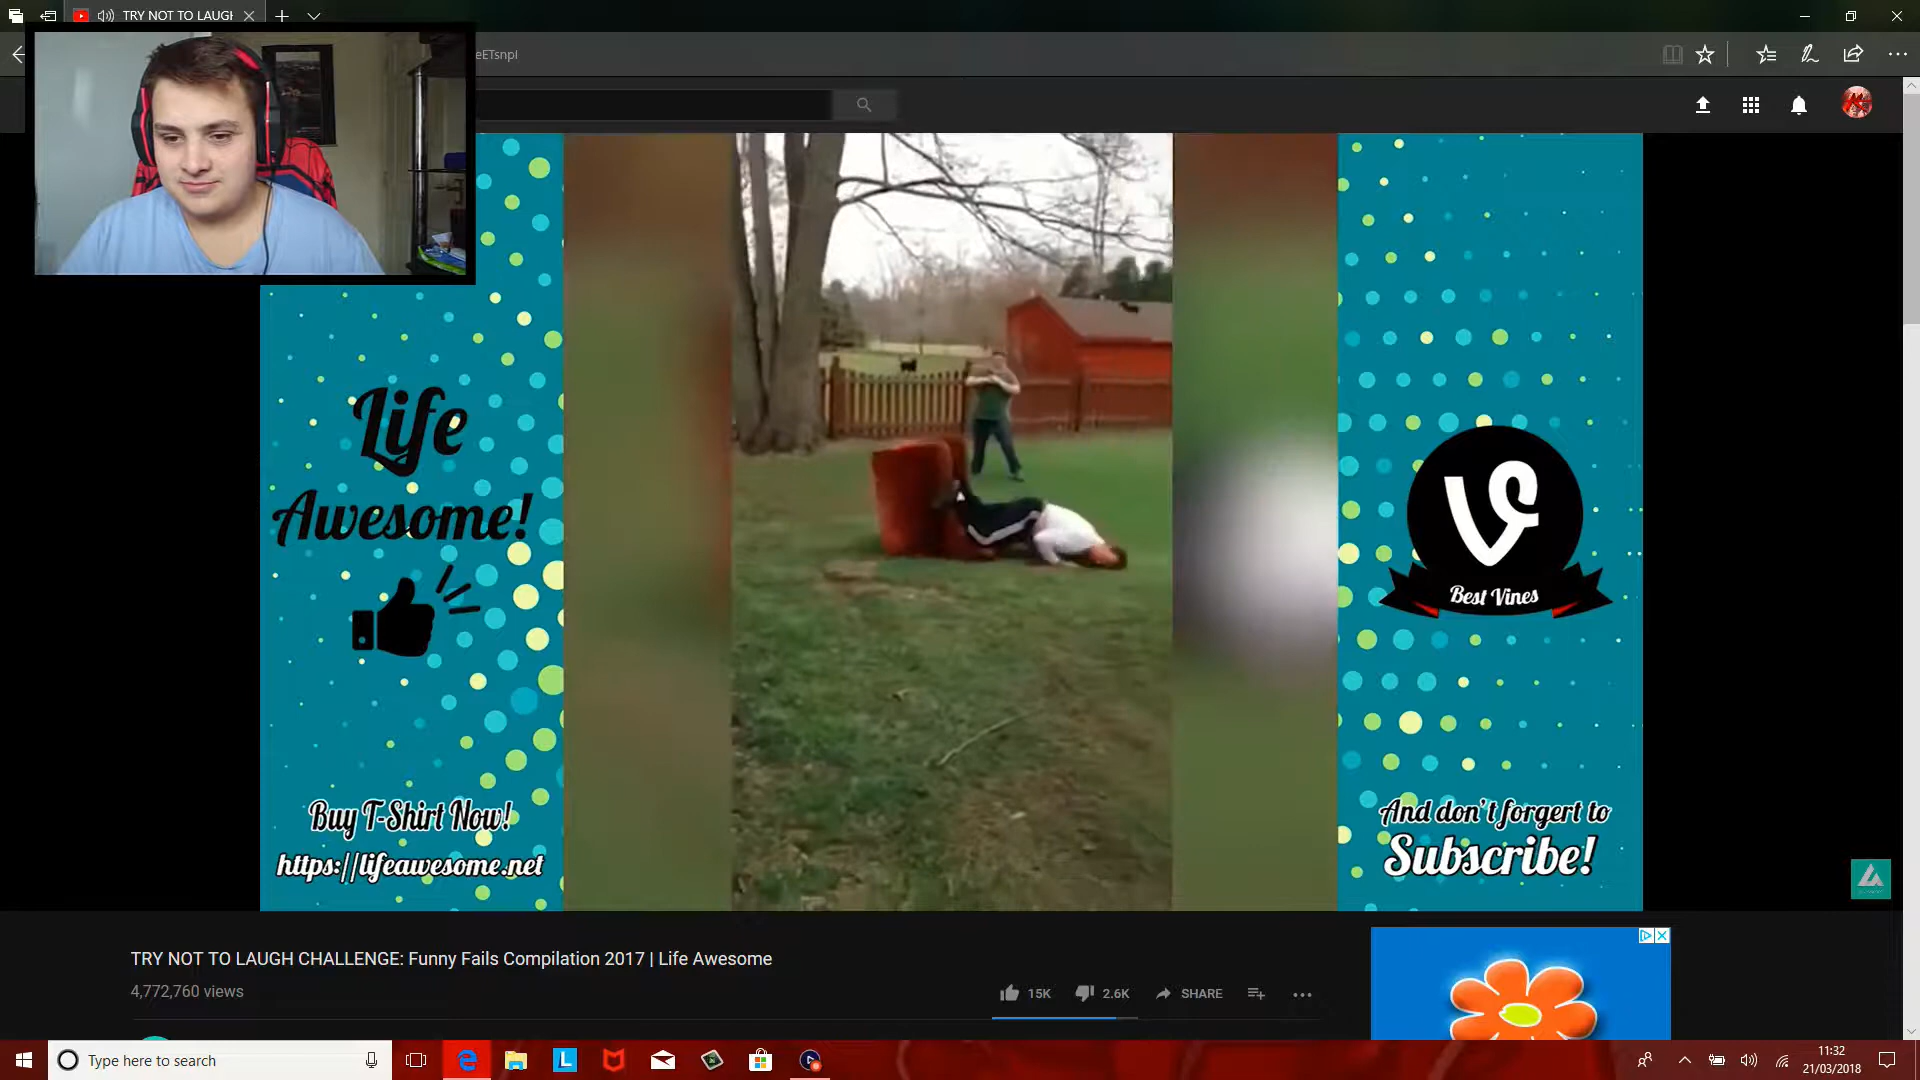 TRY NOT TO LAUGH
eETsnpI
Life
Awesome!
Buy T-Shirt Now!
https://lifeawesome.net
V
Best Vines
And don't forgert to
Subscribe!
TRY NOT TO LAUGH CHALLENGE: Funny Fails Compilation 2017 | Life Awesome
4,772,760 views
15K
2.6K
SHARE
Type here to search
L
11:32
21/03/2018